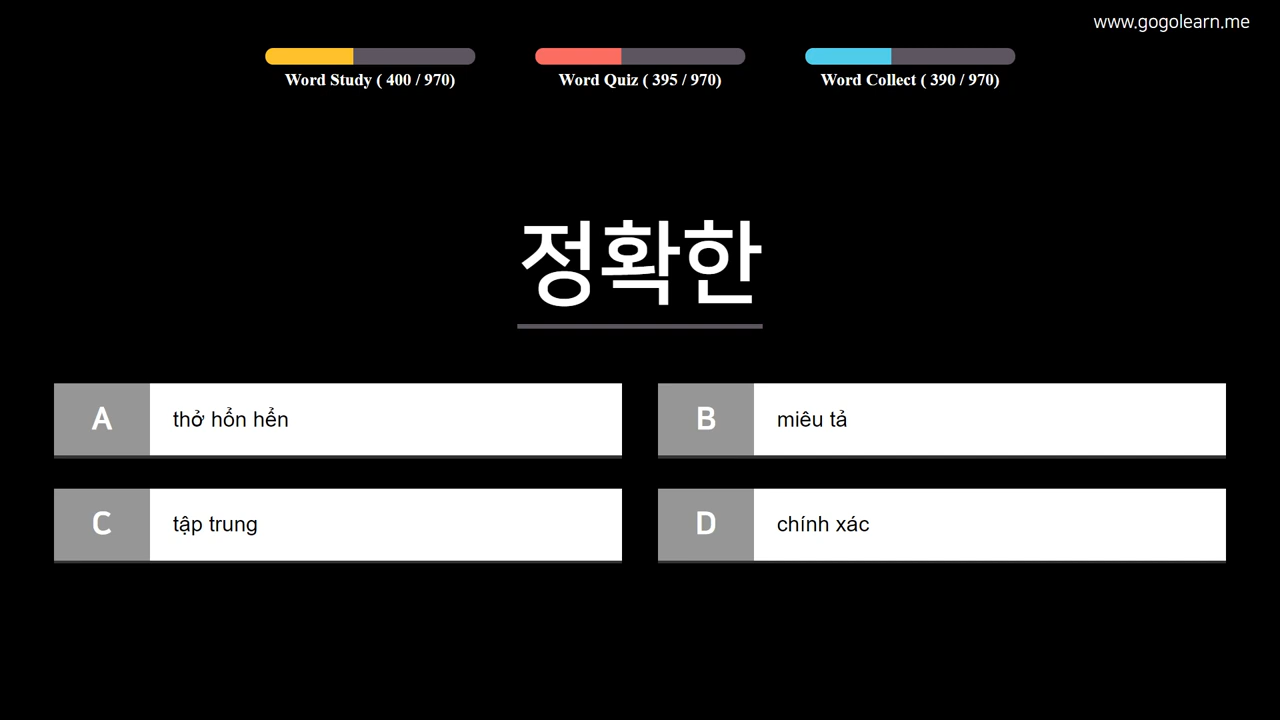 www.gogolearn.me
Word Study ( 400 / 970)
Word Quiz ( 395 / 970)
Word Collect ( 390 / 970)
정확한
A thở hổn hển
B miêu tả
C tập trung
D chính xác